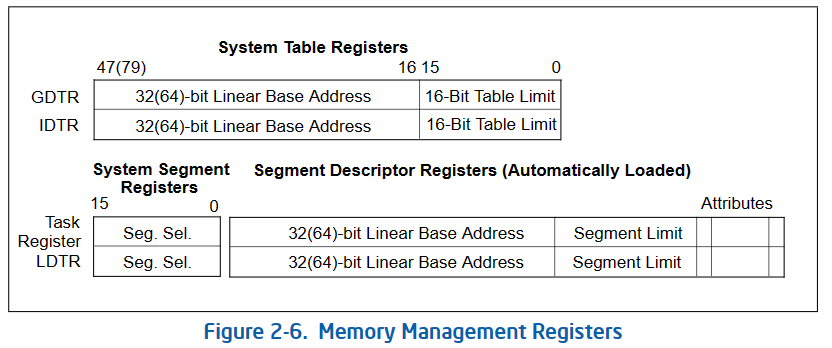 System Table Registers
47(79) 16 15 0
GDTR 32(64)-bit Linear Base Address 16-Bit Table Limit
IDTR 32(64)-bit Linear Base Address 16-Bit Table Limit
System Segment
Registers
Segment Descriptor Registers (Automatically Loaded)
15 0
Attributes
Task
Register
Seg. Sel. 32(64)-bit Linear Base Address Segment Limit
LDTR Seg. Sel. 32(64)-bit Linear Base Address Segment Limit
Figure 2-6. Memory Management Registers